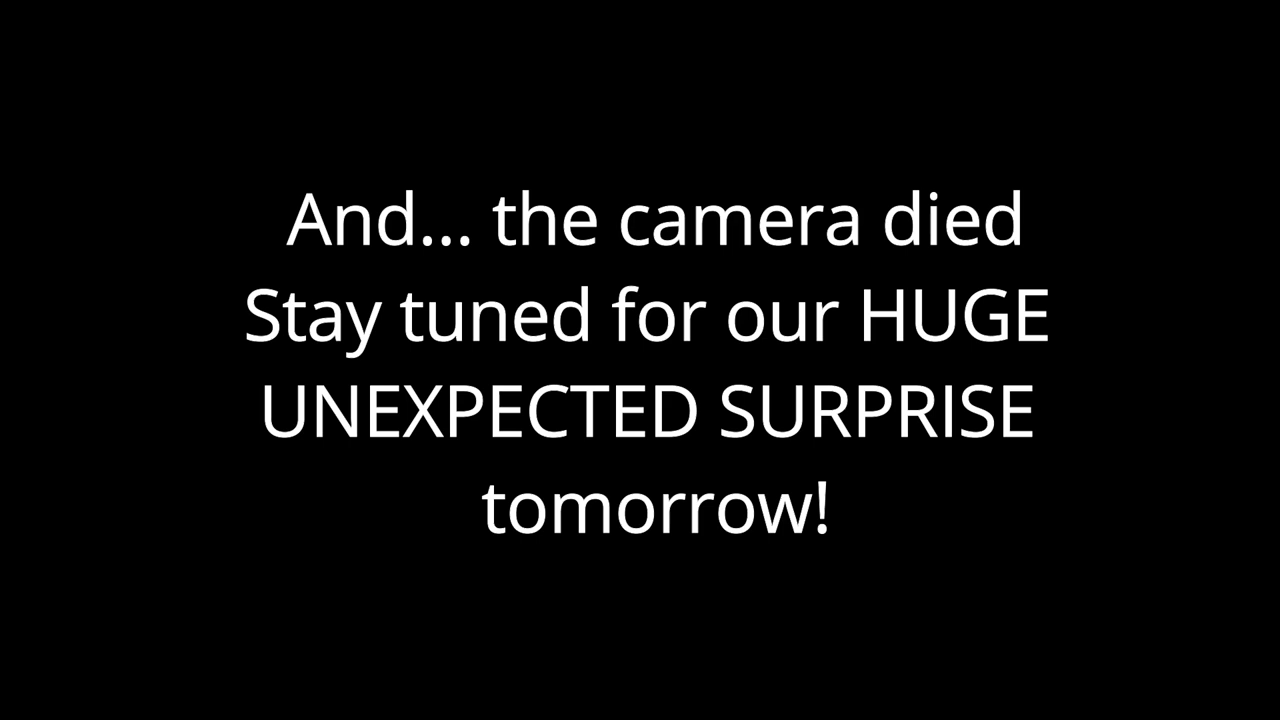 And... the camera died
Stay tuned for our HUGE
UNEXPECTED SURPRISE
tomorrow!